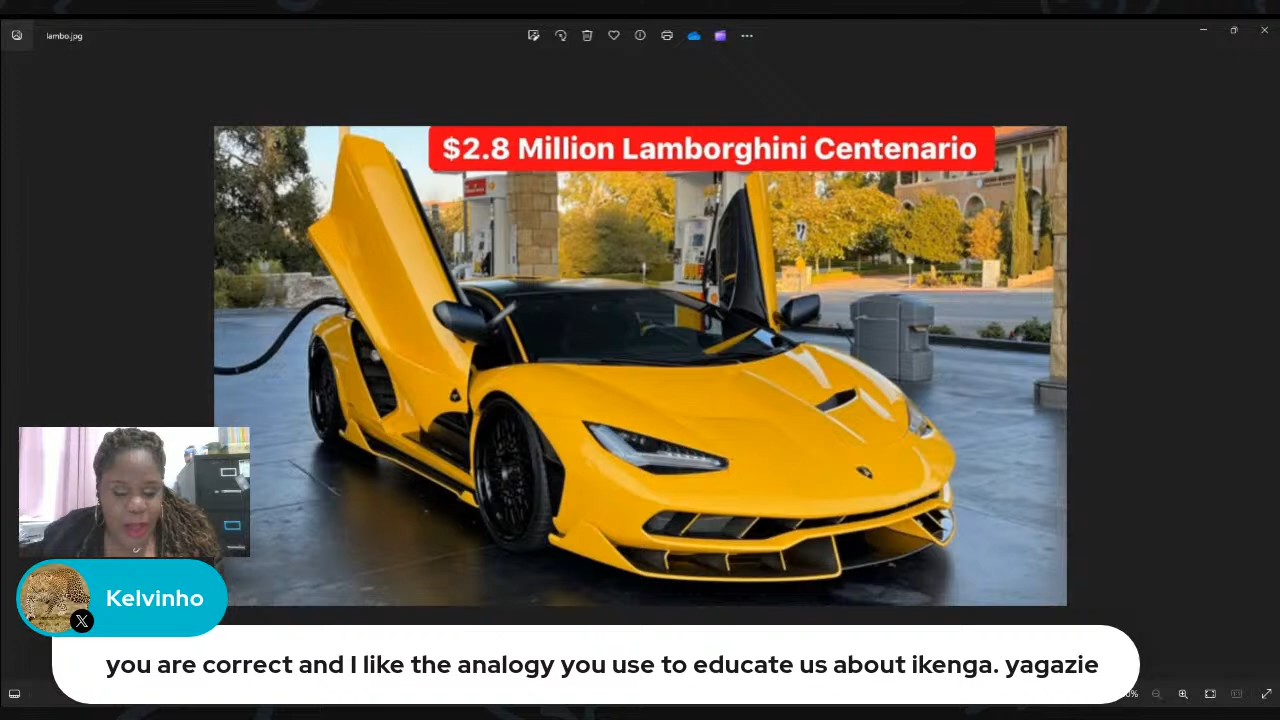 lambo.jpg
$2.8 Million Lamborghini Centenario
Kelvinho
you are correct and I like the analogy you use to educate us about ikenga. yagazie